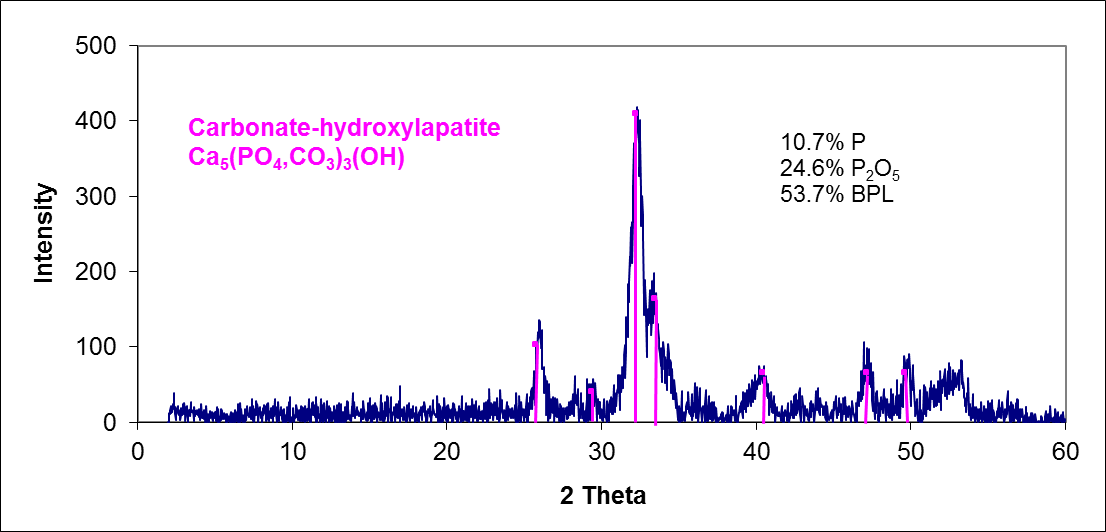 500
400
300
200
100
0
Intensity
Carbonate-hydroxylapatite
Ca₅(PO₄,CO₃)₃(OH)
10.7% P
24.6% P₂O₅
53.7% BPL
0 10 20 30 40 50 60
2 Theta